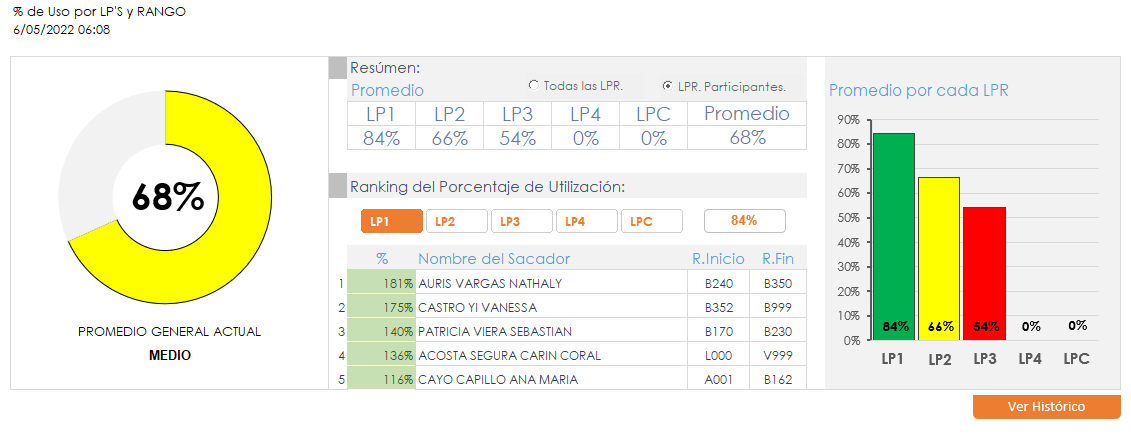 % de Uso por LP'S y RANGO
6/05/2022 06:08
68%
PROMEDIO GENERAL ACTUAL
MEDIO
Resúmen:
Promedio
Todas las LPR.
LPR. Participantes.
LP1 LP2 LP3 LP4 LPC Promedio
84% 66% 54% 0% 0% 68%
Ranking del Porcentaje de Utilización:
LP1 LP2 LP3 LP4 LPC 84%
% Nombre del Sacador R.Inicio R.Fin
1 181% AURIS VARGAS NATHALY B240 B350
2 175% CASTRO YI VANESSA B352 B999
3 140% PATRICIA VIERA SEBASTIAN B170 B230
4 136% ACOSTA SEGURA CARIN CORAL L000 V999
5 116% CAYO CAPILLO ANA MARIA A001 B162
Promedio por cada LPR
90%
80%
70%
60%
50%
40%
30%
20%
10%
0%
84% 66% 54% 0% 0%
LP1 LP2 LP3 LP4 LPC
Ver Histórico